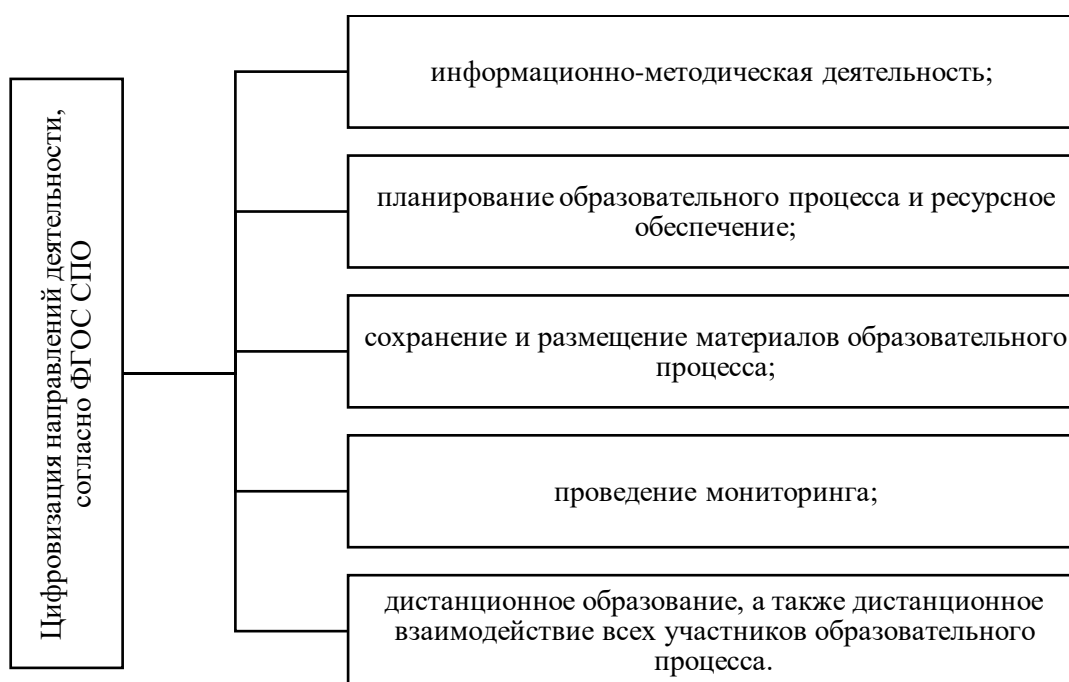 Цифровизация направлений деятельности,
согласно ФГОС СПО
информационно-методическая деятельность;
планирование образовательного процесса и ресурсное
обеспечение;
сохранение и размещение материалов образовательного
процесса;
проведение мониторинга;
дистанционное образование, а также дистанционное
взаимодействие всех участников образовательного
процесса.